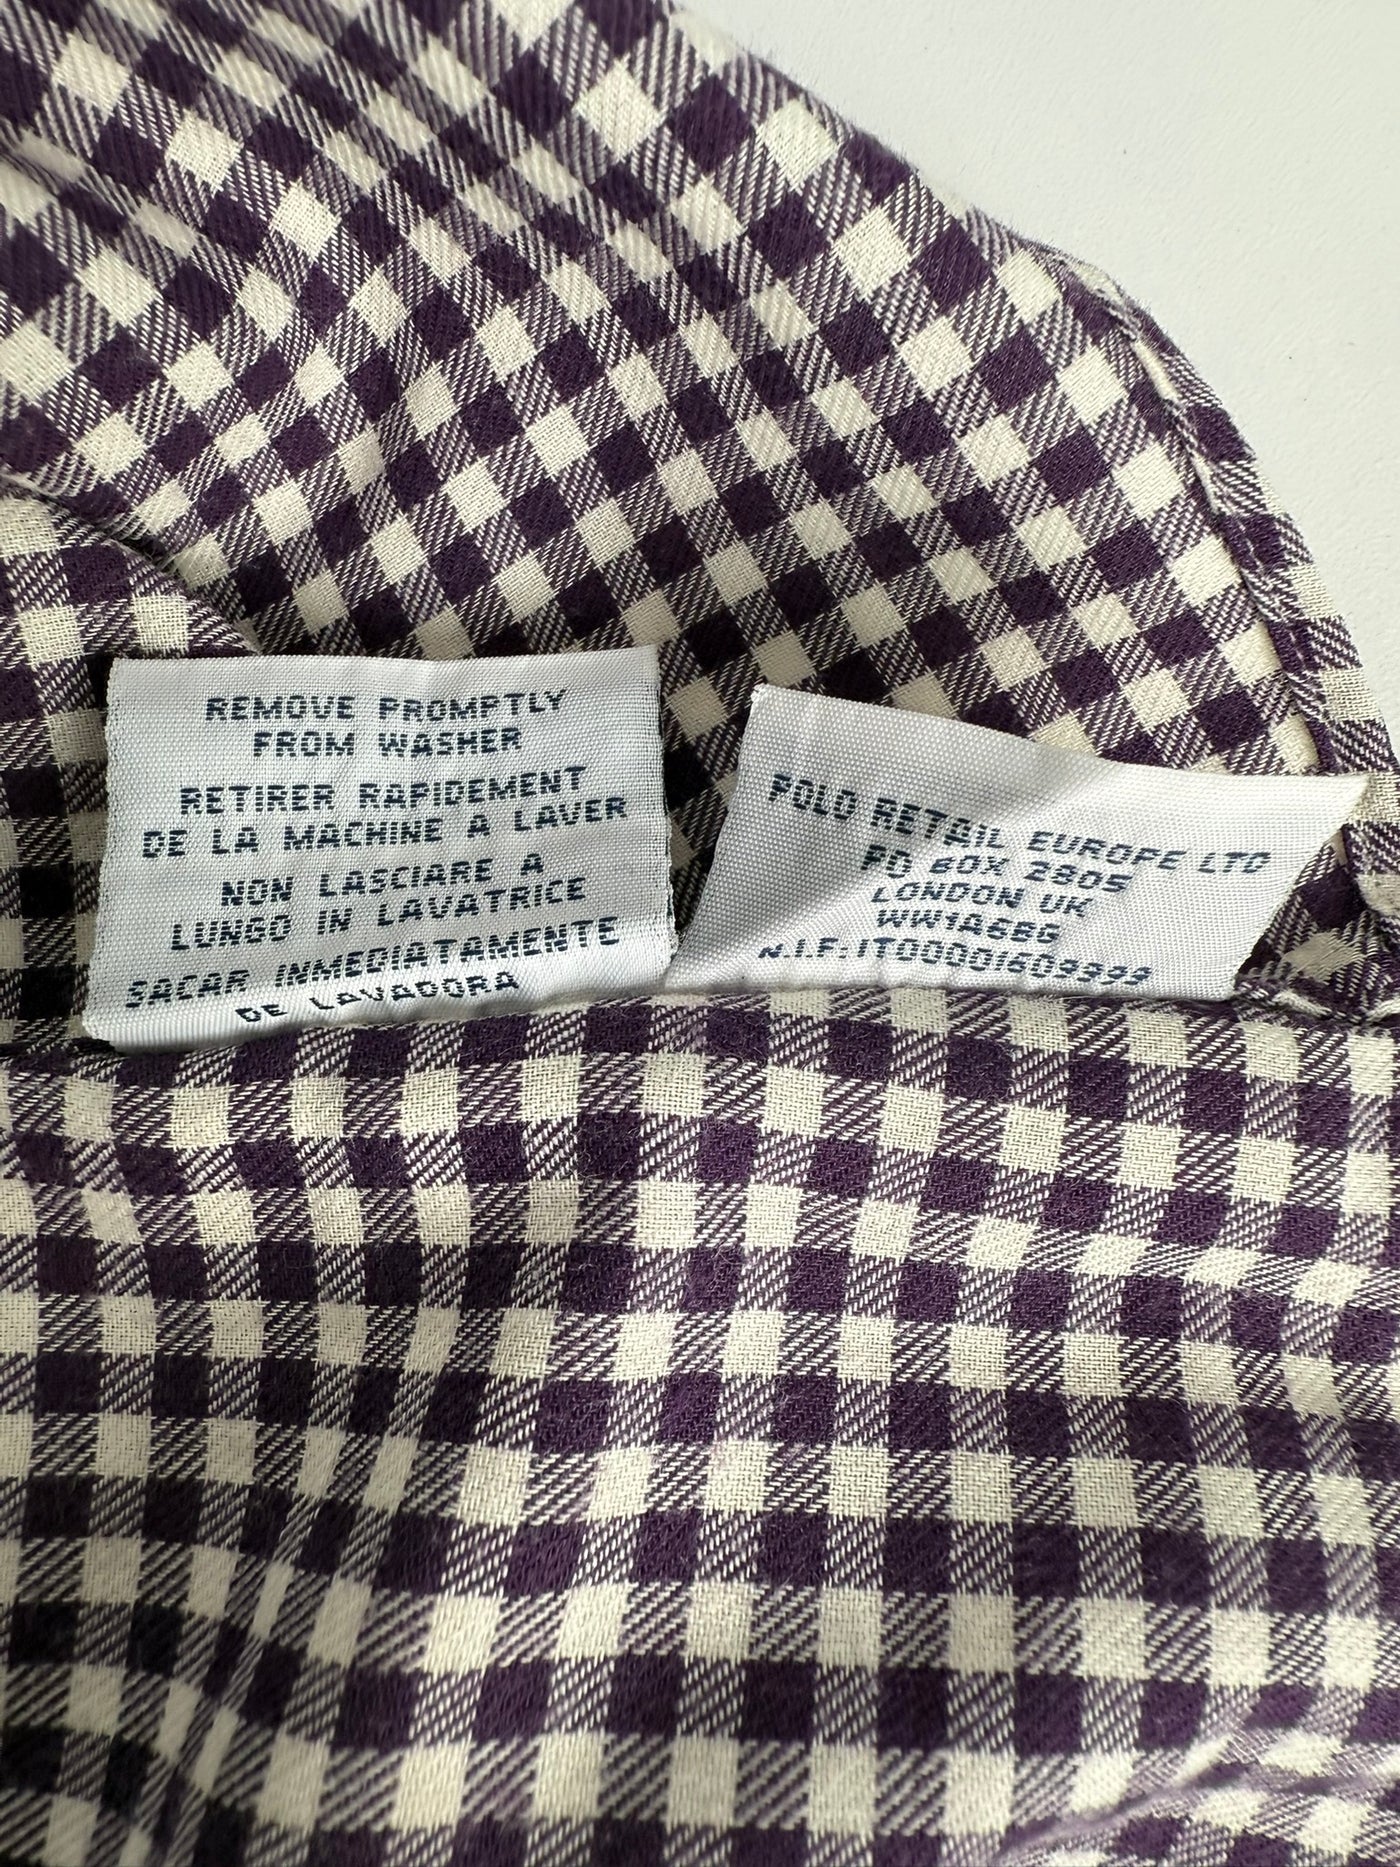 REMOVE PROMPTLY
FROM WASHER
RETIRER RAPIDEMENT
DE LA MACHINE A LAVER
NON LASCIARE A
LUNGO IN LAVATRICE
SACAR INMEDIATAMENTE
DE LAVADORA
POLO RETAIL EUROPE LTD
PO BOX 2805
LONDON UK
WW1A6BG
N.I.F: IT00001609399